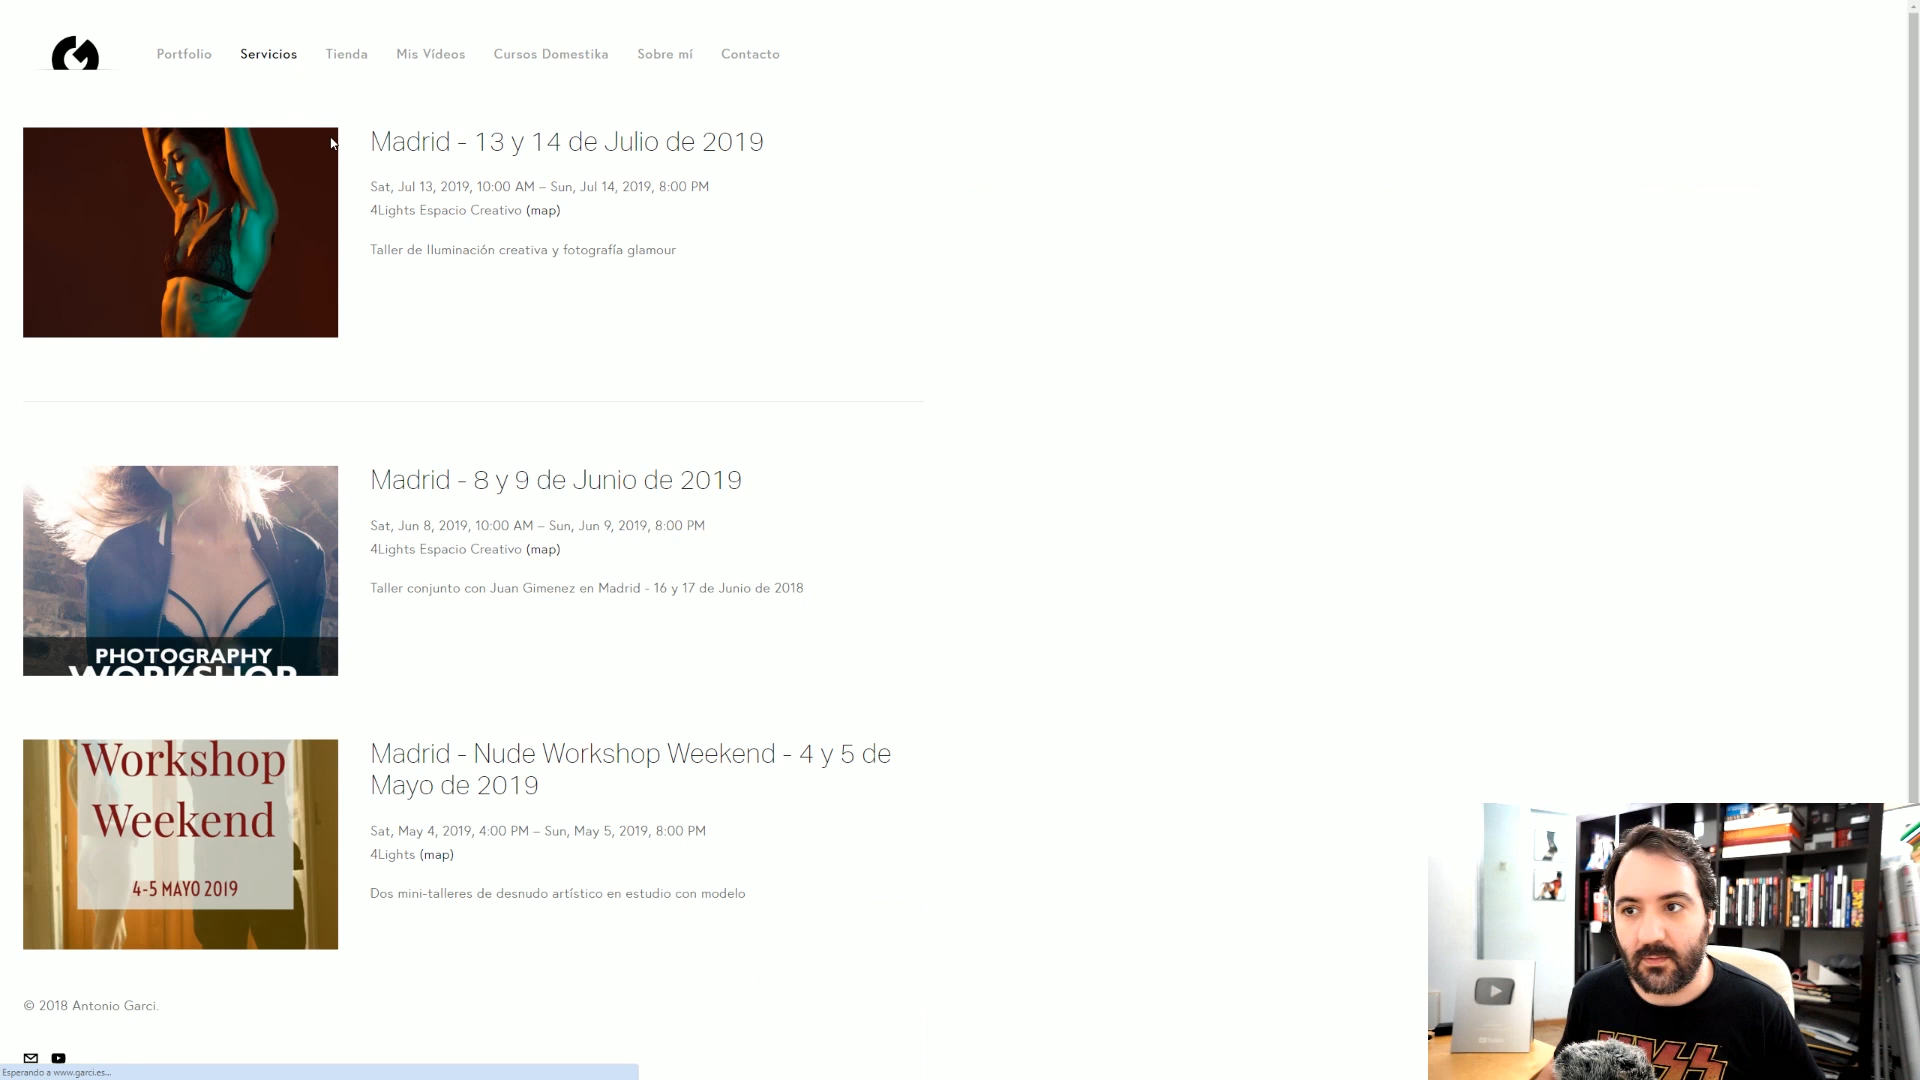 Portfolio Servicios Tienda Mis Vídeos Cursos Domestika Sobre mí Contacto
Madrid - 13 y 14 de Julio de 2019
Sat, Jul 13, 2019, 10:00 AM – Sun, Jul 14, 2019, 8:00 PM
4Lights Espacio Creativo (map)
Taller de Iluminación creativa y fotografía glamour
Madrid - 8 y 9 de Junio de 2019
Sat, Jun 8, 2019, 10:00 AM – Sun, Jun 9, 2019, 8:00 PM
4Lights Espacio Creativo (map)
Taller conjunto con Juan Gimenez en Madrid - 16 y 17 de Junio de 2018
PHOTOGRAPHY
WORKSHOP
Madrid - Nude Workshop Weekend - 4 y 5 de
Mayo de 2019
Sat, May 4, 2019, 4:00 PM – Sun, May 5, 2019, 8:00 PM
4Lights (map)
Dos mini-talleres de desnudo artístico en estudio con modelo
Workshop
Weekend
4-5 MAYO 2019
© 2018 Antonio Garci.
Esperando a www.garci.es...
KISS